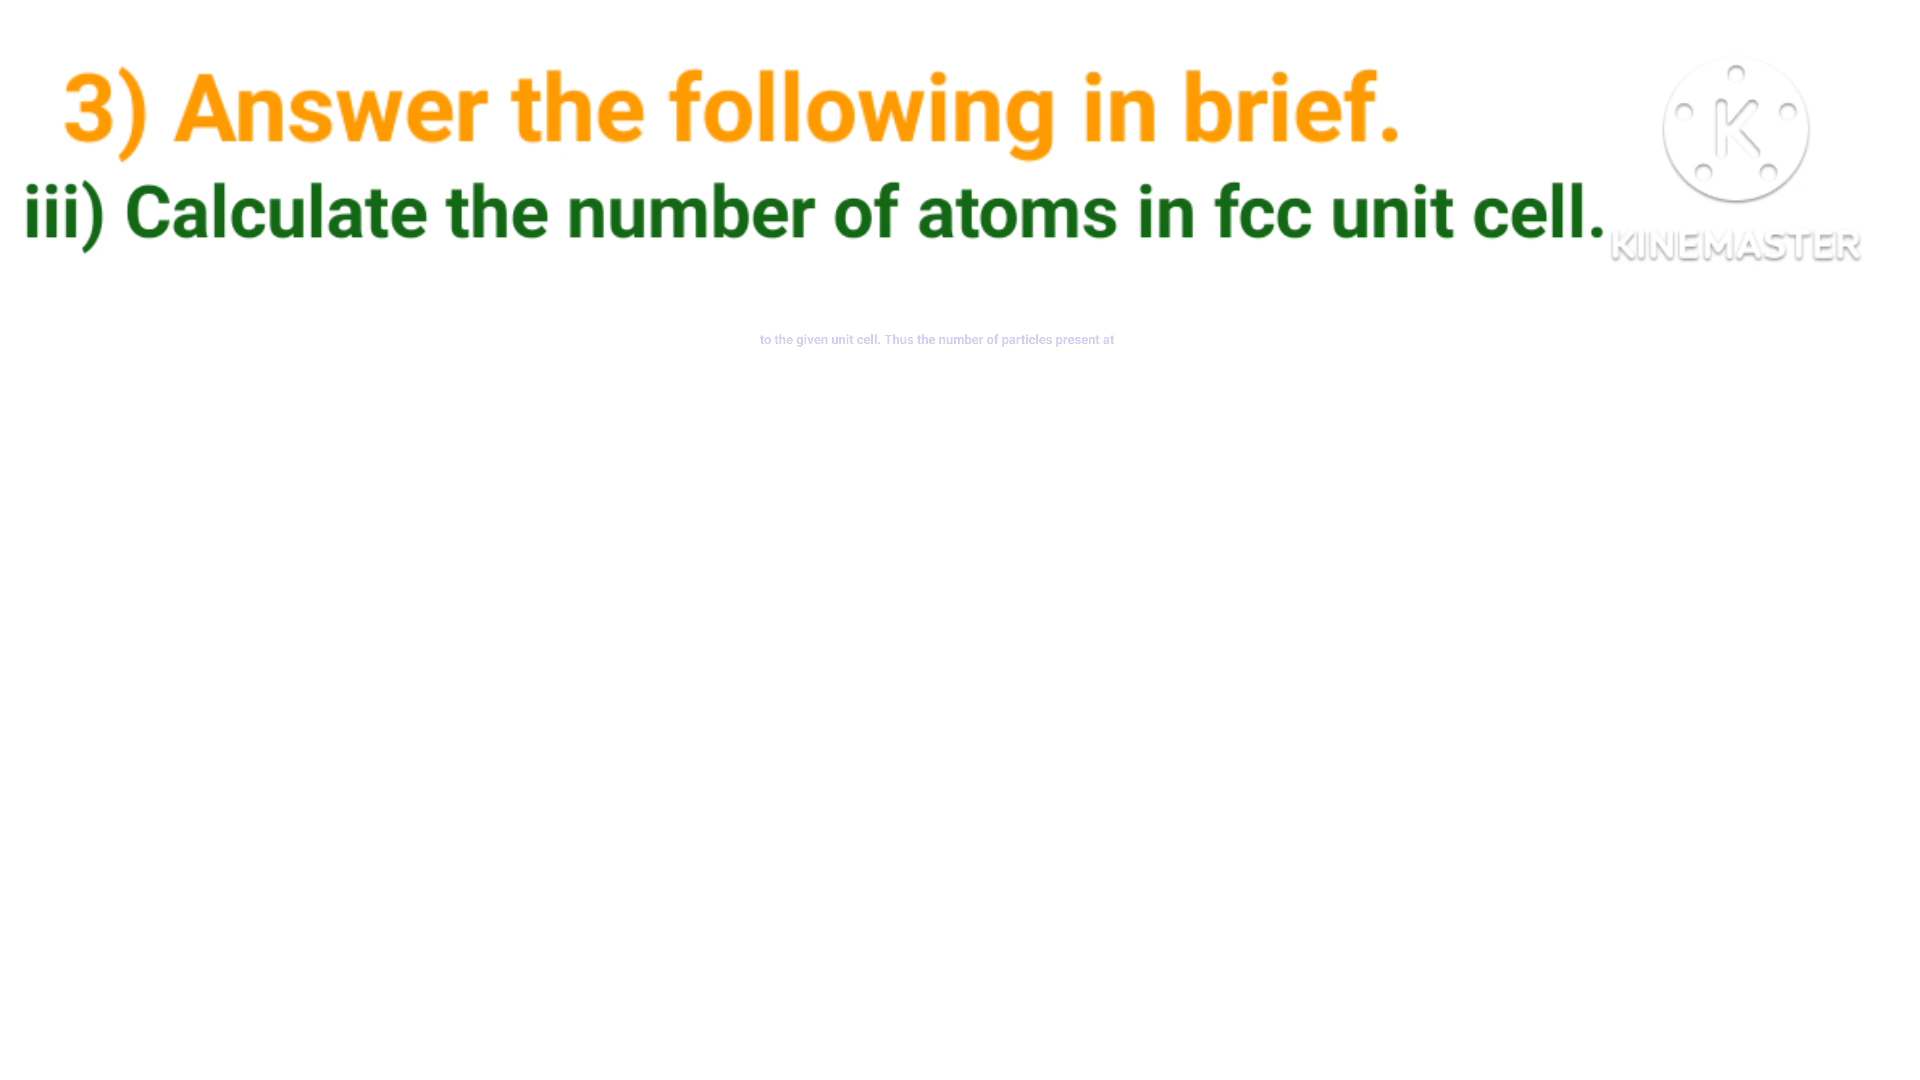 3) Answer the following in brief.
iii) Calculate the number of atoms in fcc unit cell.
K
KINEMASTER
to the given unit cell. Thus the number of particles present at